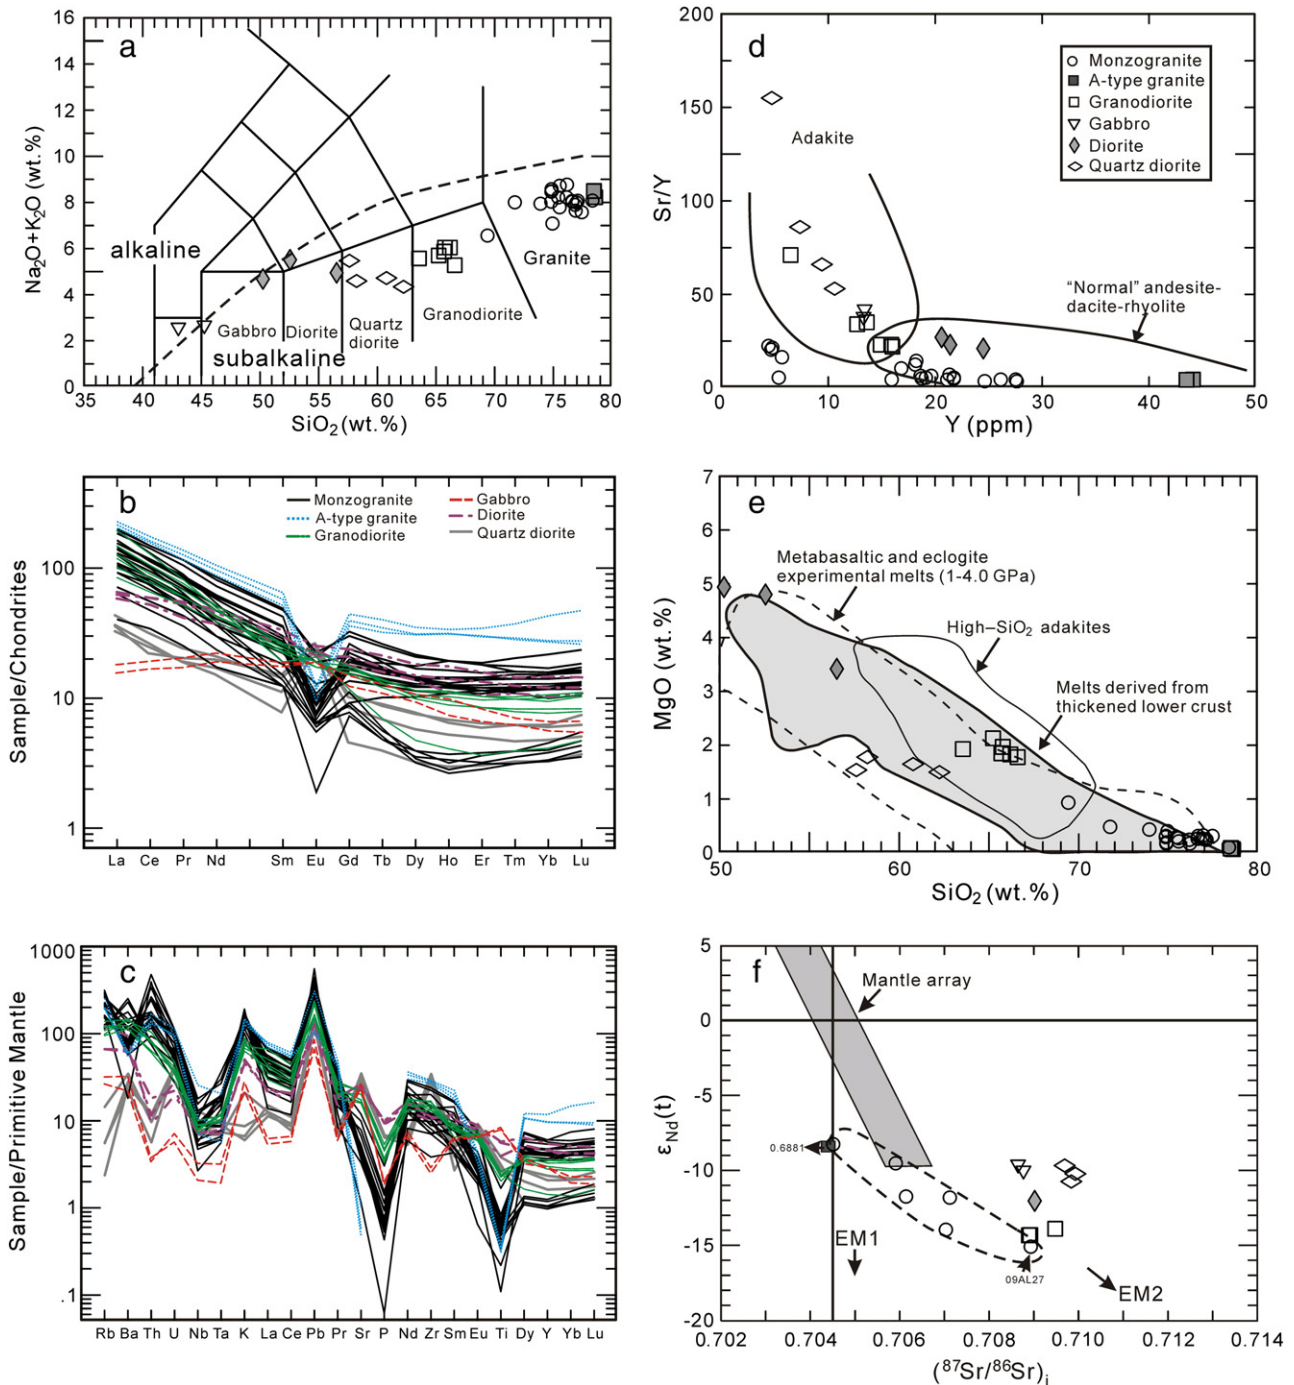 a
Na2O+K2O (wt.%)
16
14
12
10
8
6
4
2
0
alkaline
subalkaline
Gabbro
Diorite
Quartz
diorite
Granodiorite
Granite
35 40 45 50 55 60 65 70 75 80
SiO2 (wt.%)
d
Sr/Y
200
150
100
50
0
Adakite
Monzogranite
A-type granite
Granodiorite
Gabbro
Diorite
Quartz diorite
“Normal” andesite-
dacite-rhyolite
0 10 20 30 40 50
Y (ppm)
b
Sample/Chondrites
100
10
1
Monzogranite
A-type granite
Granodiorite
Gabbro
Diorite
Quartz diorite
La Ce Pr Nd Sm Eu Gd Tb Dy Ho Er Tm Yb Lu
e
MgO (wt.%)
7
6
5
4
3
2
1
0
Metabasaltic and eclogite
experimental melts (1-4.0 GPa)
High–SiO2 adakites
Melts derived from
thickened lower crust
50 60 70 80
SiO2 (wt.%)
c
Sample/Primitive Mantle
1000
100
10
1
.1
Rb Ba Th U Nb Ta K La Ce Pb Pr Sr P Nd Zr Sm Eu Ti Dy Y Yb Lu
f
εNd(t)
5
0
-5
-10
-15
-20
Mantle array
0.6881
EM1
09AL27
EM2
0.702 0.704 0.706 0.708 0.710 0.712 0.714
(87Sr/86Sr)i